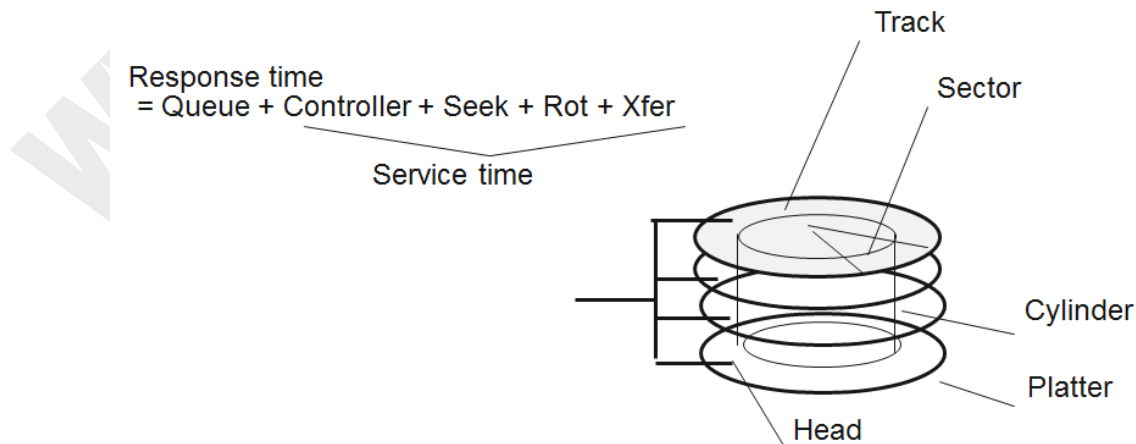 Track
Response time
Sector
= Queue + Controller + Seek + Rot + Xfer
Service time
Cylinder
Platter
Head